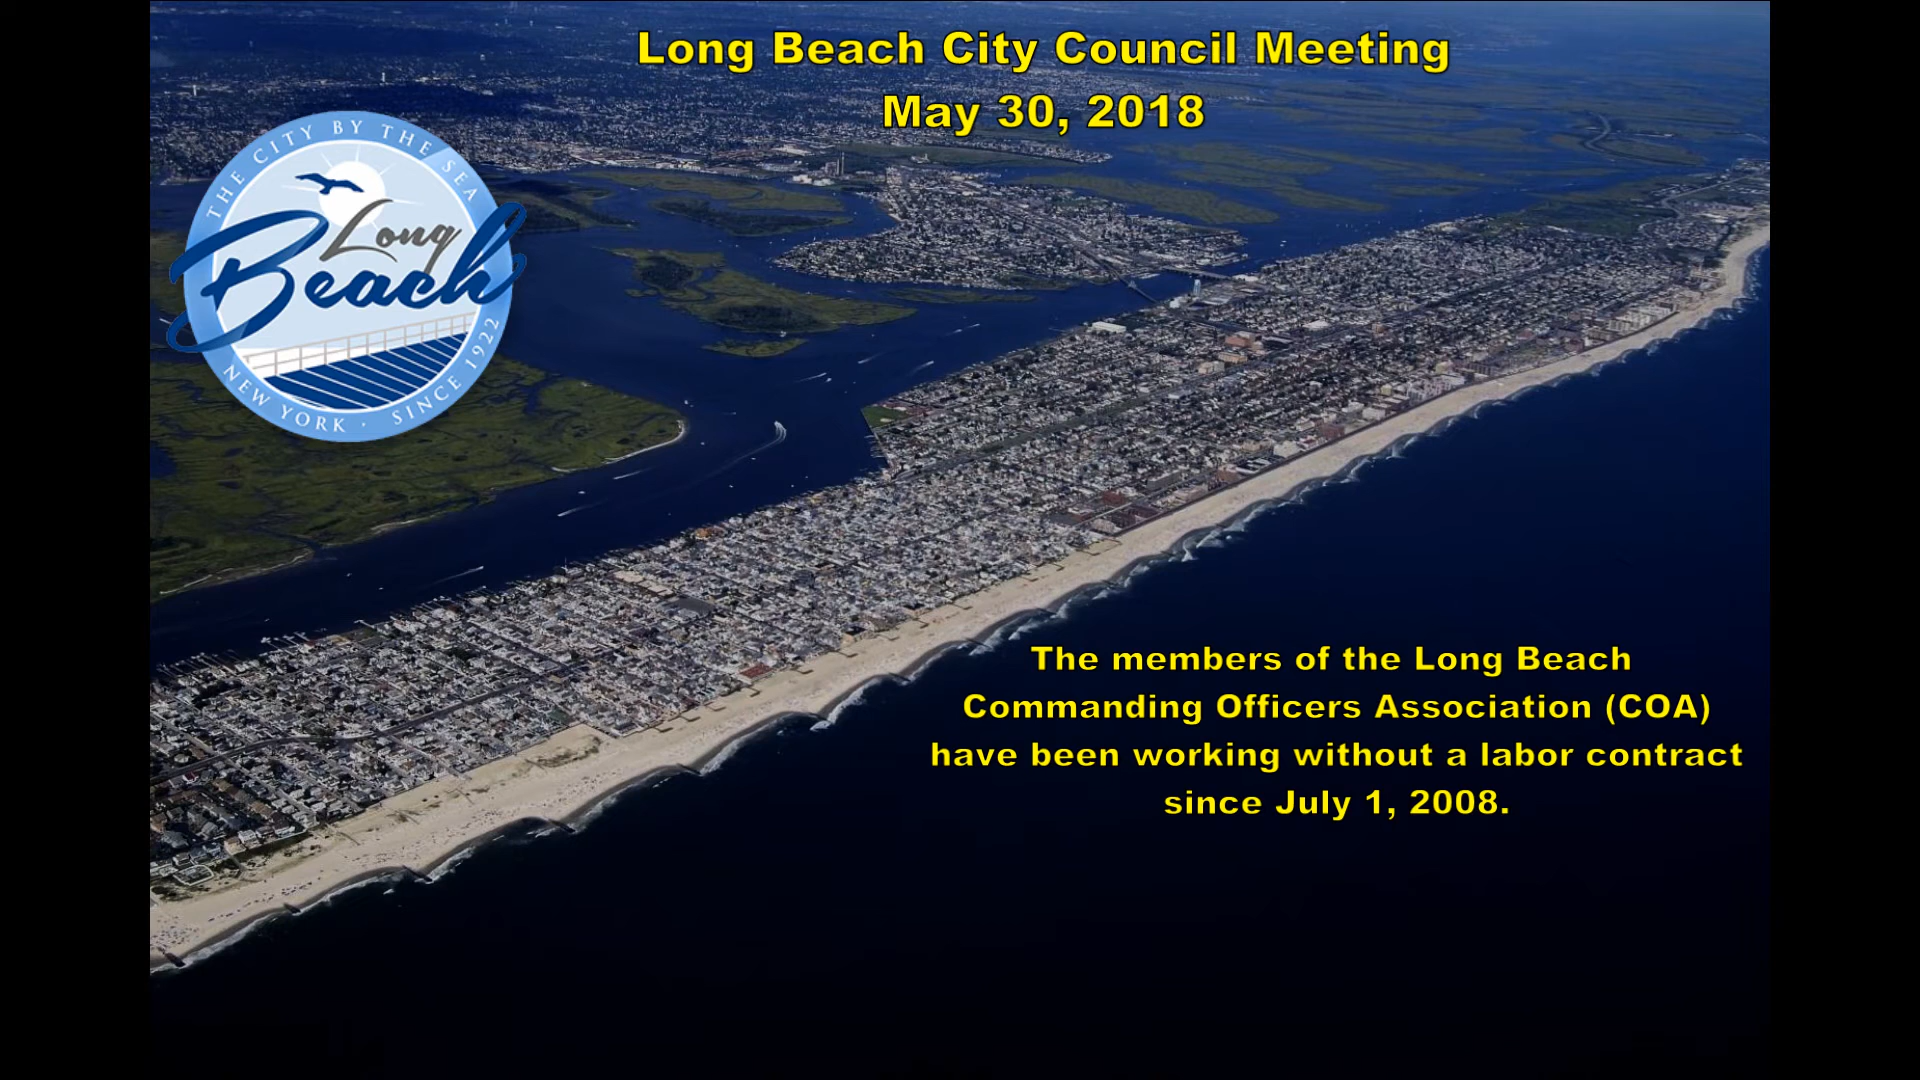 Long Beach City Council Meeting
May 30, 2018
THE CITY BY THE SEA
Long
Beach
NEW YORK · SINCE 1922
The members of the Long Beach
Commanding Officers Association (COA)
have been working without a labor contract
since July 1, 2008.